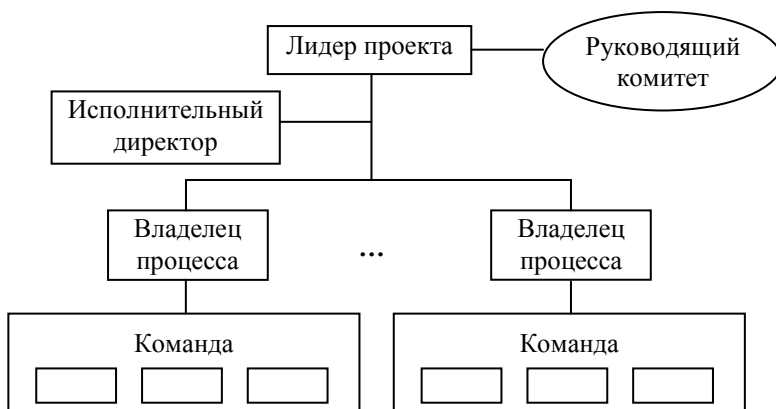 Лидер проекта
Руководящий
комитет
Исполнительный
директор
Владелец
процесса
...
Владелец
процесса
Команда
Команда